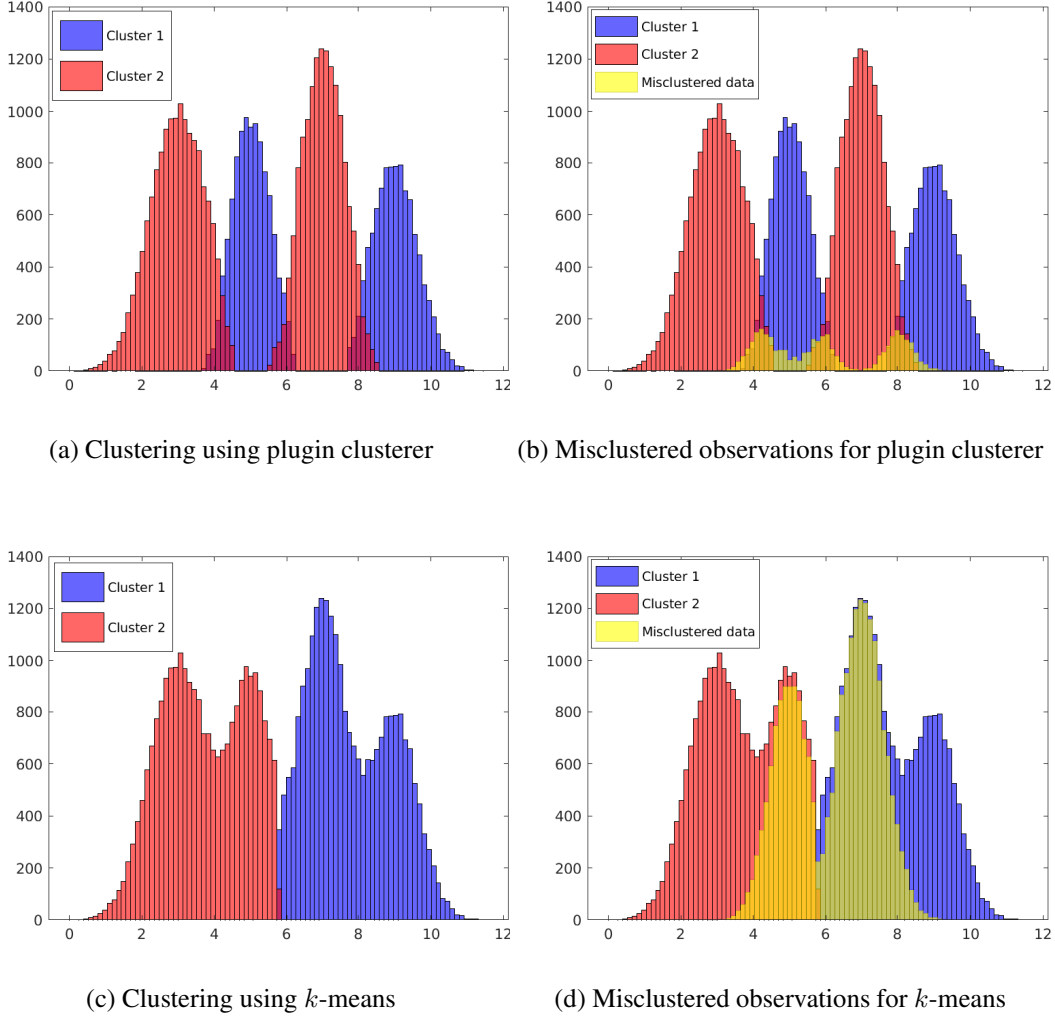 1400
1200
1000
800
600
400
200
0
0 2 4 6 8 10 12
Cluster 1
Cluster 2
(a) Clustering using plugin clusterer
1400
1200
1000
800
600
400
200
0
0 2 4 6 8 10 12
Cluster 1
Cluster 2
Misclustered data
(b) Misclustered observations for plugin clusterer
1400
1200
1000
800
600
400
200
0
0 2 4 6 8 10 12
Cluster 1
Cluster 2
(c) Clustering using k-means
1400
1200
1000
800
600
400
200
0
0 2 4 6 8 10 12
Cluster 1
Cluster 2
Misclustered data
(d) Misclustered observations for k-means